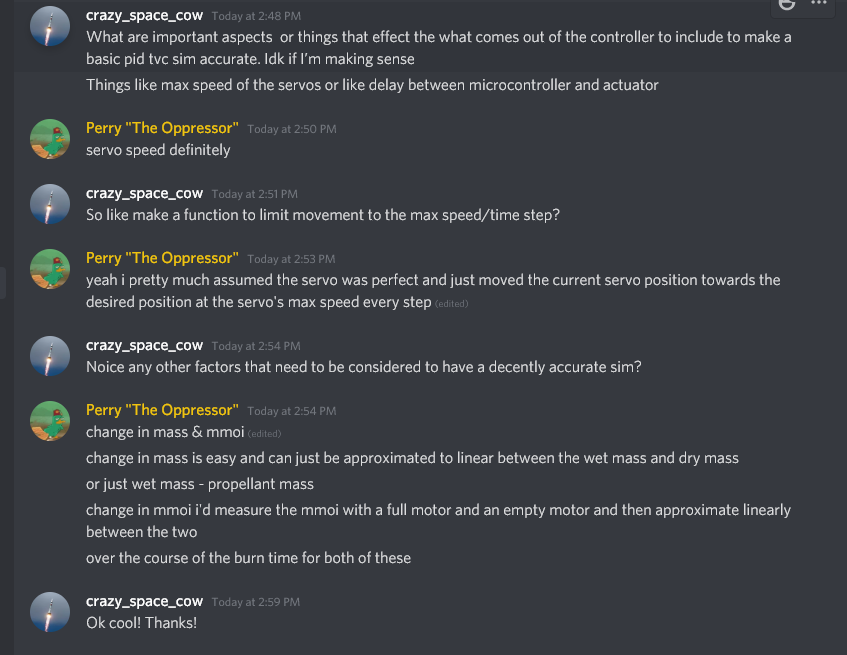 crazy_space_cow Today at 2:48 PM
What are important aspects or things that effect the what comes out of the controller to include to make a
basic pid tvc sim accurate. Idk if I'm making sense
Things like max speed of the servos or like delay between microcontroller and actuator
Perry "The Oppressor" Today at 2:50 PM
servo speed definitely
crazy_space_cow Today at 2:51 PM
So like make a function to limit movement to the max speed/time step?
Perry "The Oppressor" Today at 2:53 PM
yeah i pretty much assumed the servo was perfect and just moved the current servo position towards the
desired position at the servo's max speed every step (edited)
crazy_space_cow Today at 2:54 PM
Noice any other factors that need to be considered to have a decently accurate sim?
Perry "The Oppressor" Today at 2:54 PM
change in mass & mmoi (edited)
change in mass is easy and can just be approximated to linear between the wet mass and dry mass
or just wet mass - propellant mass
change in mmoi i'd measure the mmoi with a full motor and an empty motor and then approximate linearly
between the two
over the course of the burn time for both of these
crazy_space_cow Today at 2:59 PM
Ok cool! Thanks!